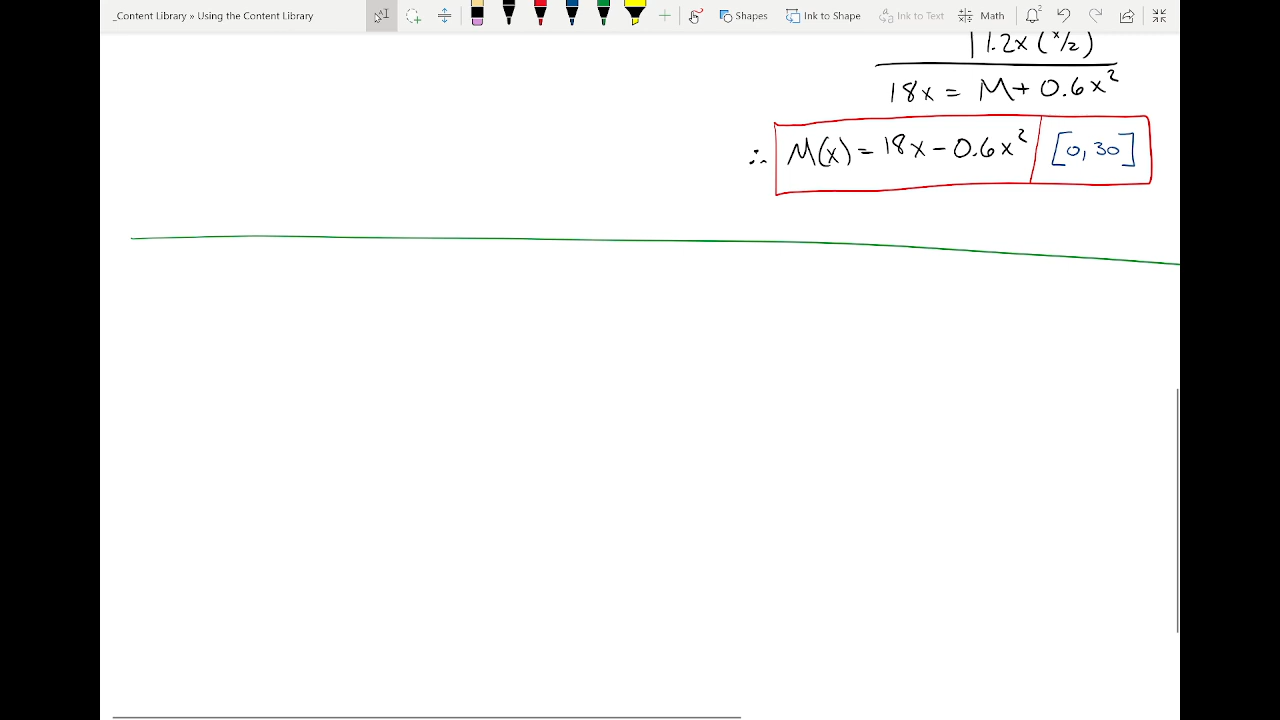 _Content Library » Using the Content Library
Shapes
Ink to Shape
Ink to Text
Math
2
1.2x (x/2)
18x = M + 0.6x²
∴ M(x) = 18x - 0.6x² [0, 30]